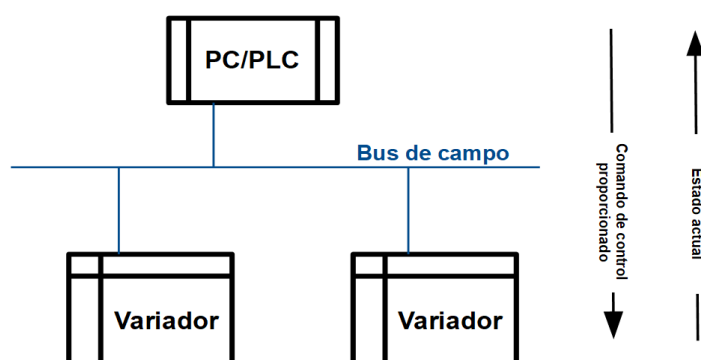 PC/PLC
Bus de campo
Variador
Variador
Comando de control
proporcionado
Estado actual